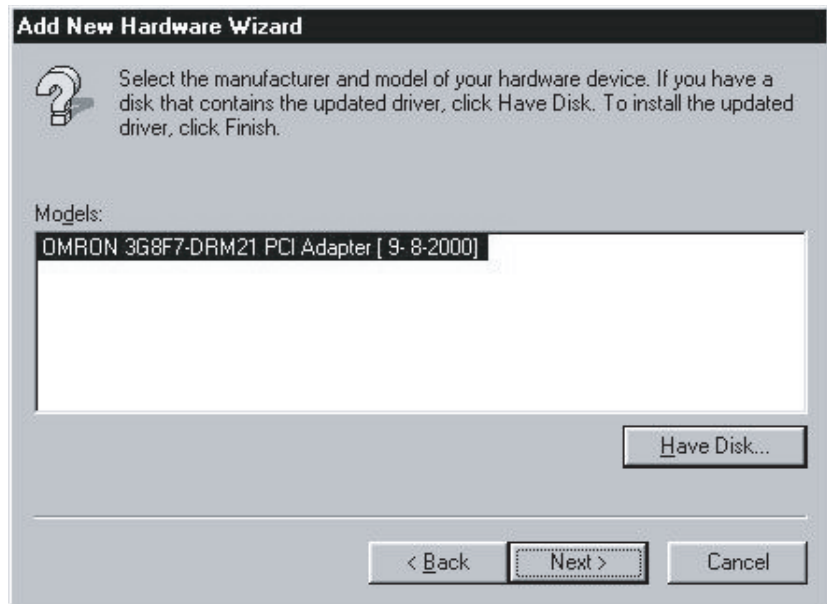 Add New Hardware Wizard
Select the manufacturer and model of your hardware device. If you have a
disk that contains the updated driver, click Have Disk. To install the updated
driver, click Finish.
Models:
OMRON 3G8F7-DRM21 PCI Adapter [ 9- 8-2000]
Have Disk...
< Back
Next >
Cancel